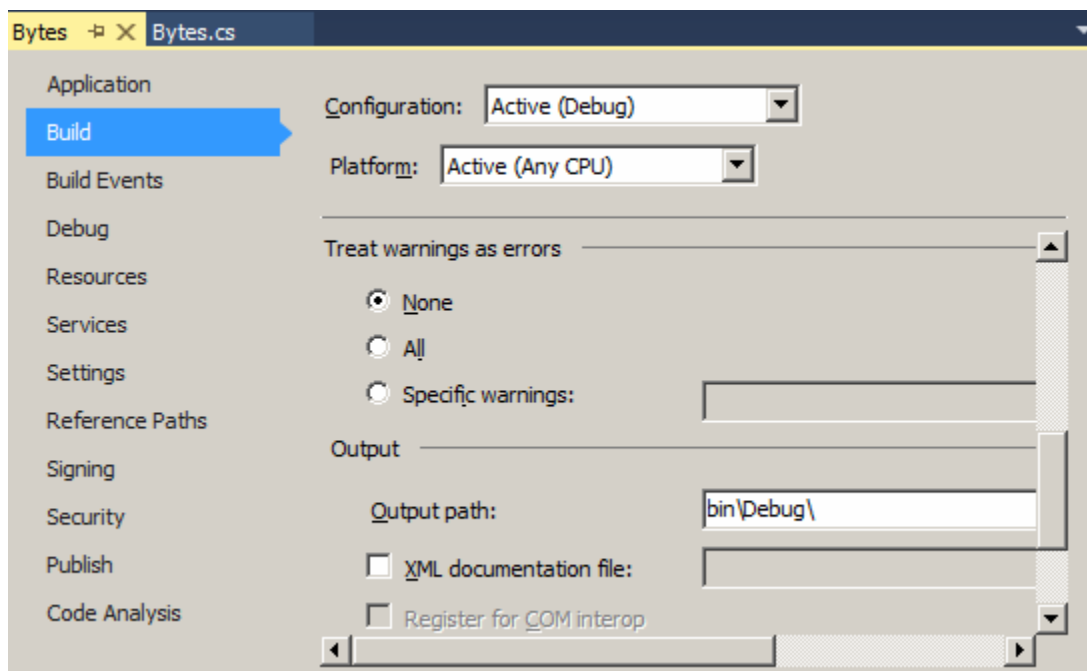 Bytes Bytes.cs
Application
Build
Build Events
Debug
Resources
Services
Settings
Reference Paths
Signing
Security
Publish
Code Analysis
Configuration: Active (Debug)
Platform: Active (Any CPU)
Treat warnings as errors
None
All
Specific warnings:
Output
Output path: bin\Debug\
XML documentation file:
Register for COM interop